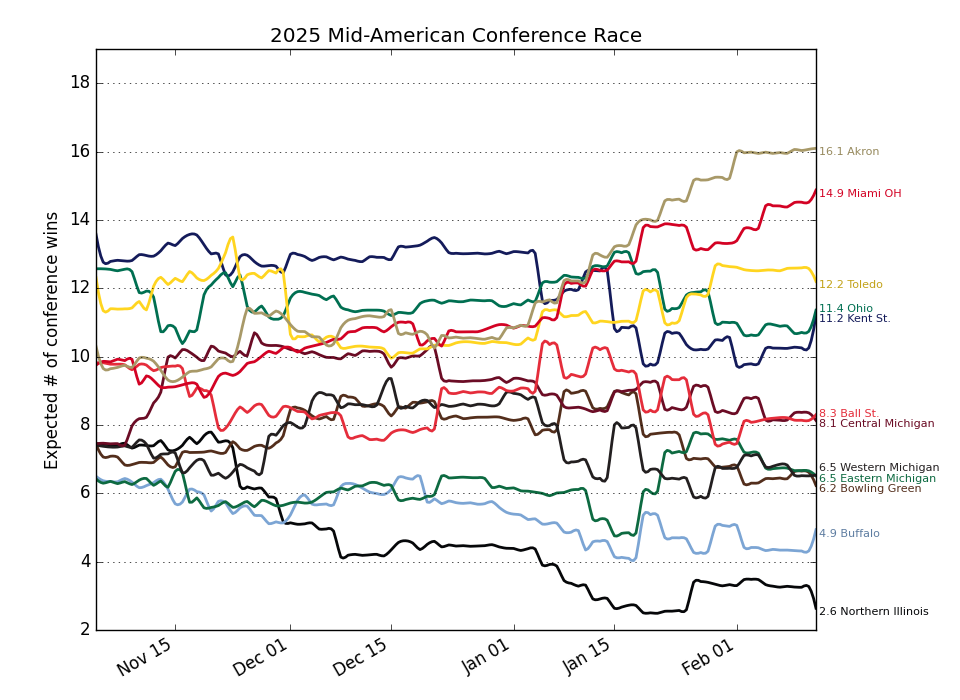 2025 Mid-American Conference Race
Expected # of conference wins
18
16
14
12
10
8
6
4
2
Nov 15
Dec 01
Dec 15
Jan 01
Jan 15
Feb 01
16.1 Akron
14.9 Miami OH
12.2 Toledo
11.4 Ohio
11.2 Kent St.
8.3 Ball St.
8.1 Central Michigan
6.5 Western Michigan
6.5 Eastern Michigan
6.2 Bowling Green
4.9 Buffalo
2.6 Northern Illinois